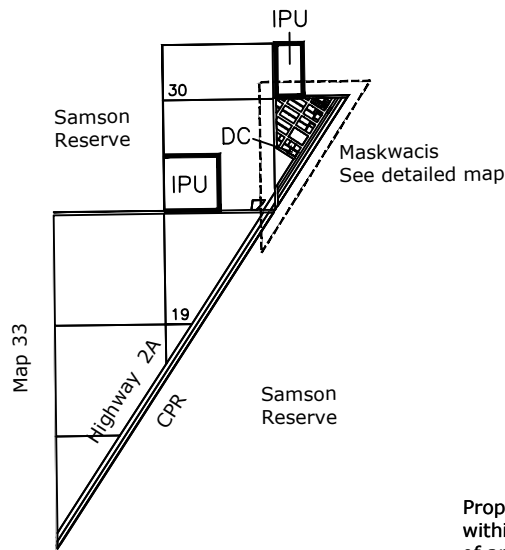 IPU
30
Samson
Reserve
DC
Maskwacis
See detailed map
IPU
19
Map 33
Highway 2A
CPR
Samson
Reserve
Prop
withi